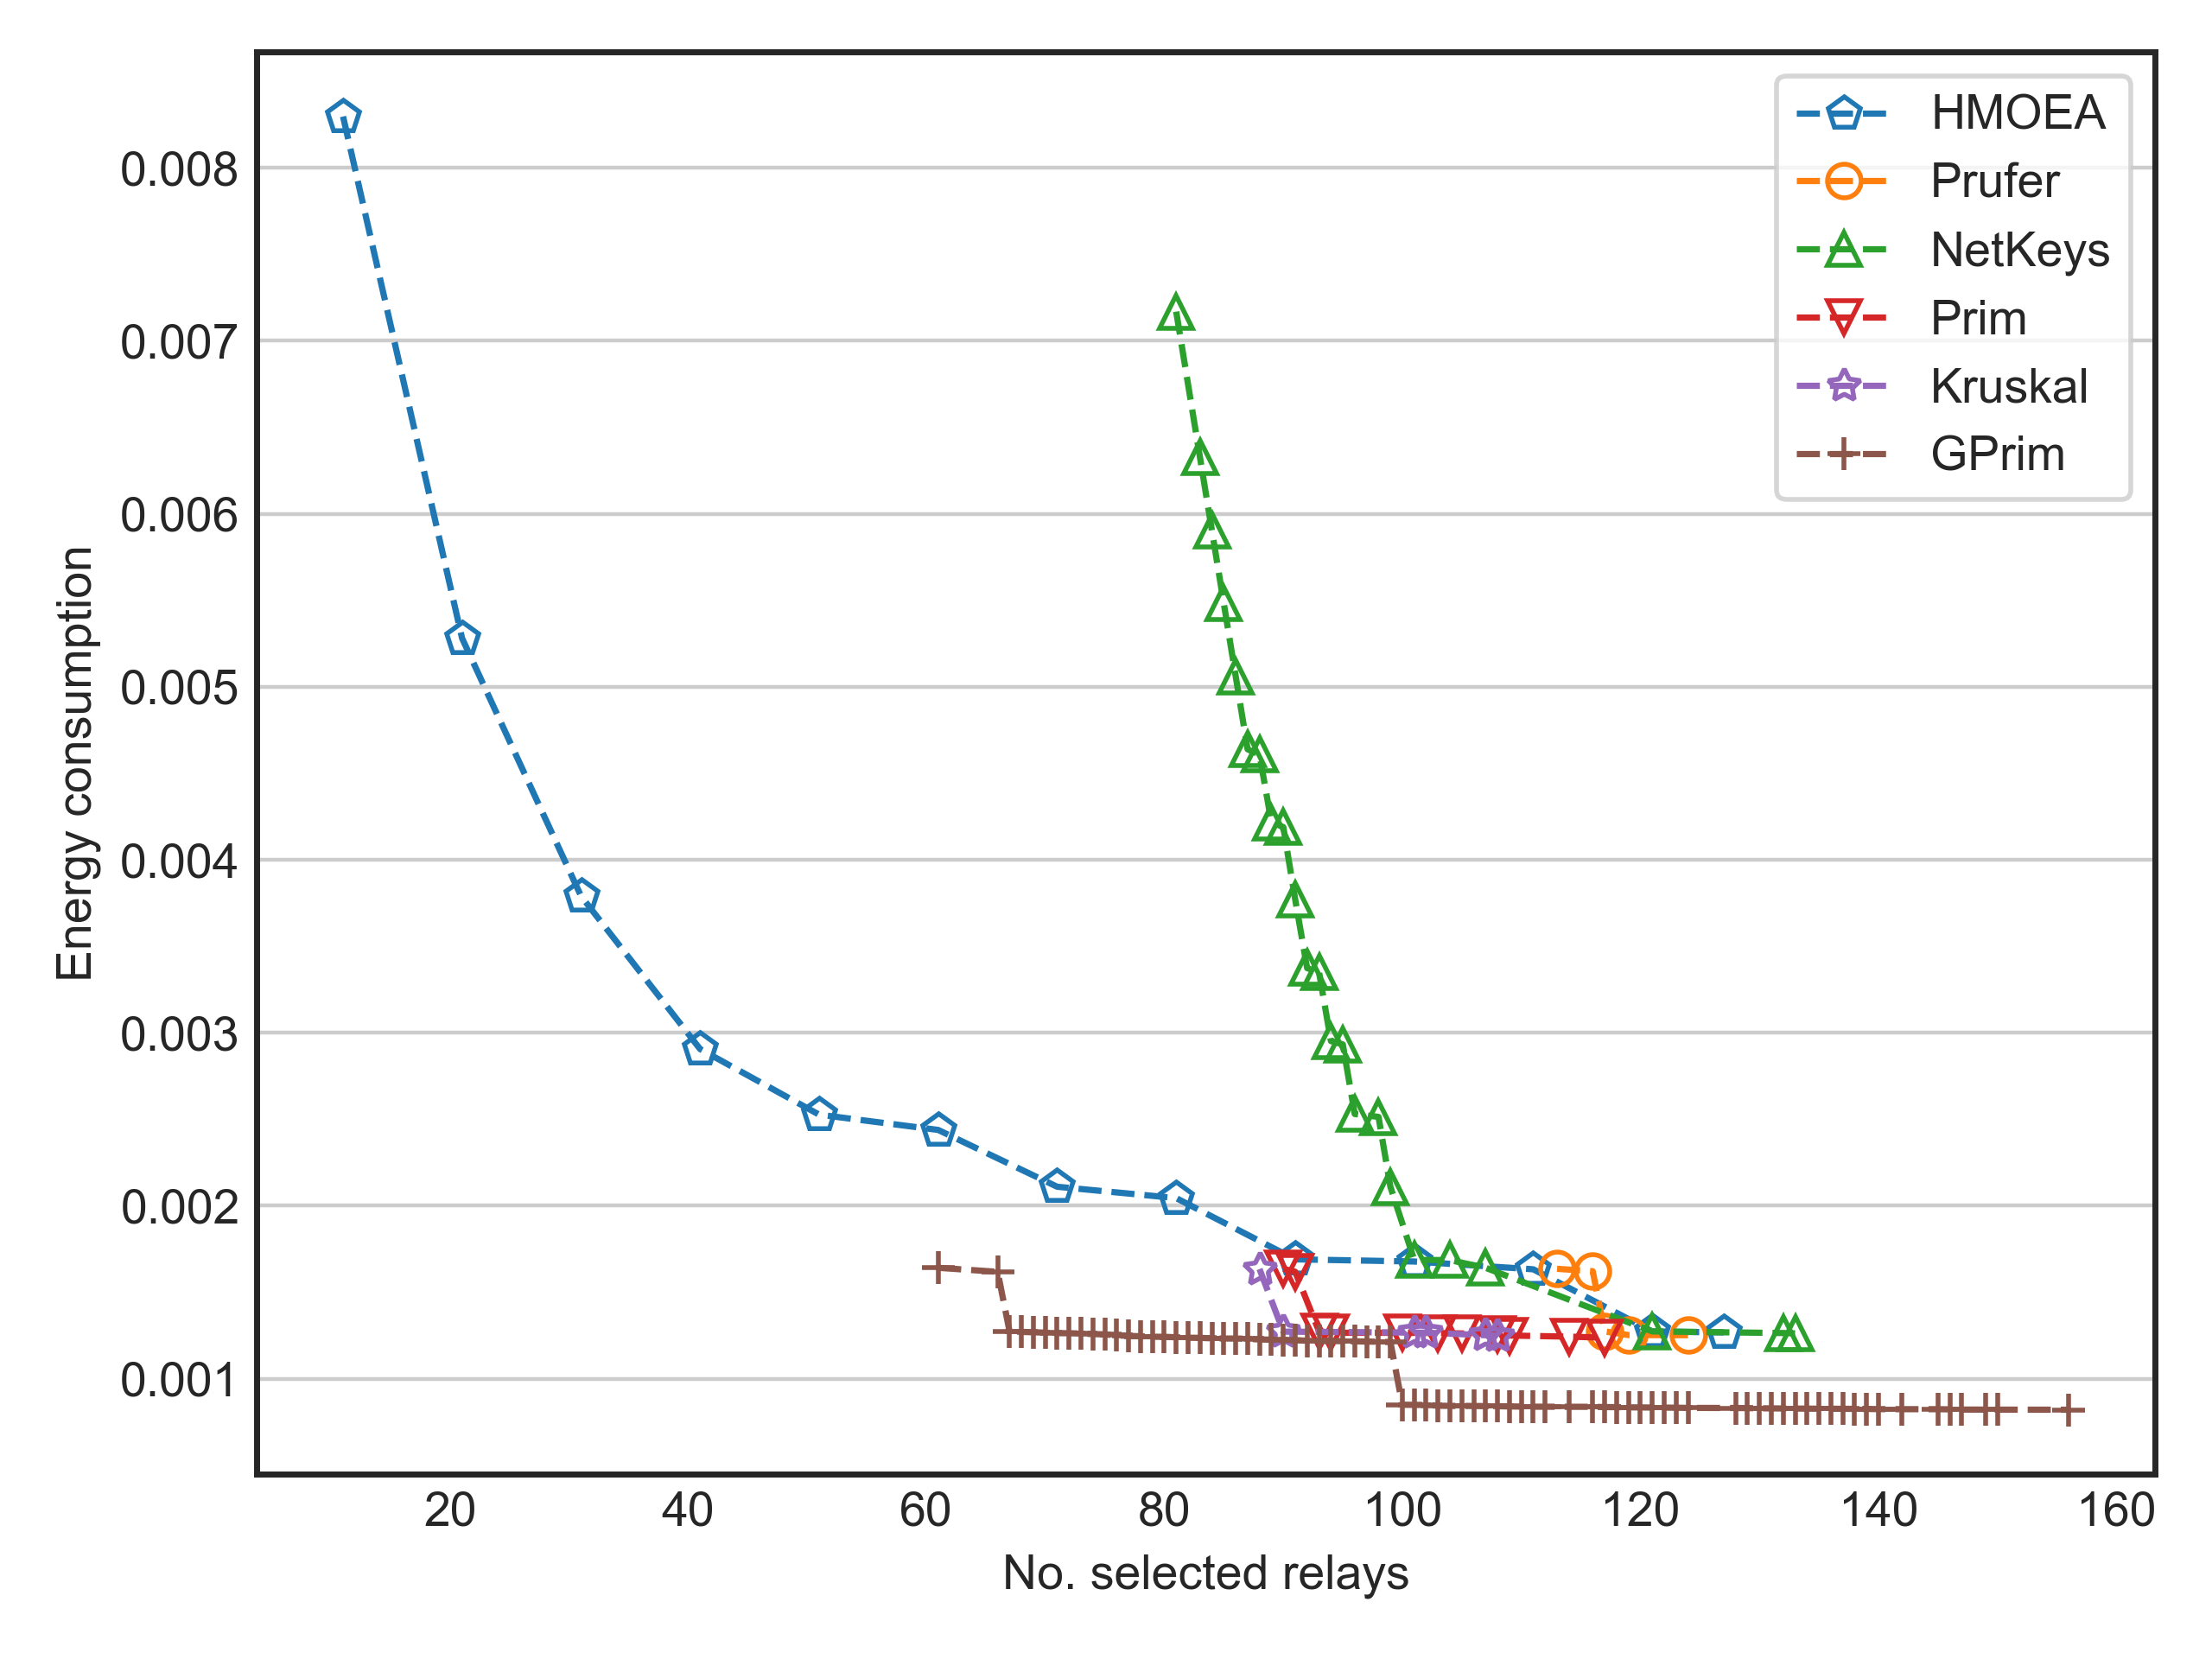 HMOEA
Prufer
NetKeys
Prim
Kruskal
GPrim
Energy consumption
0.008
0.007
0.006
0.005
0.004
0.003
0.002
0.001
20 40 60 80 100 120 140 160
No. selected relays